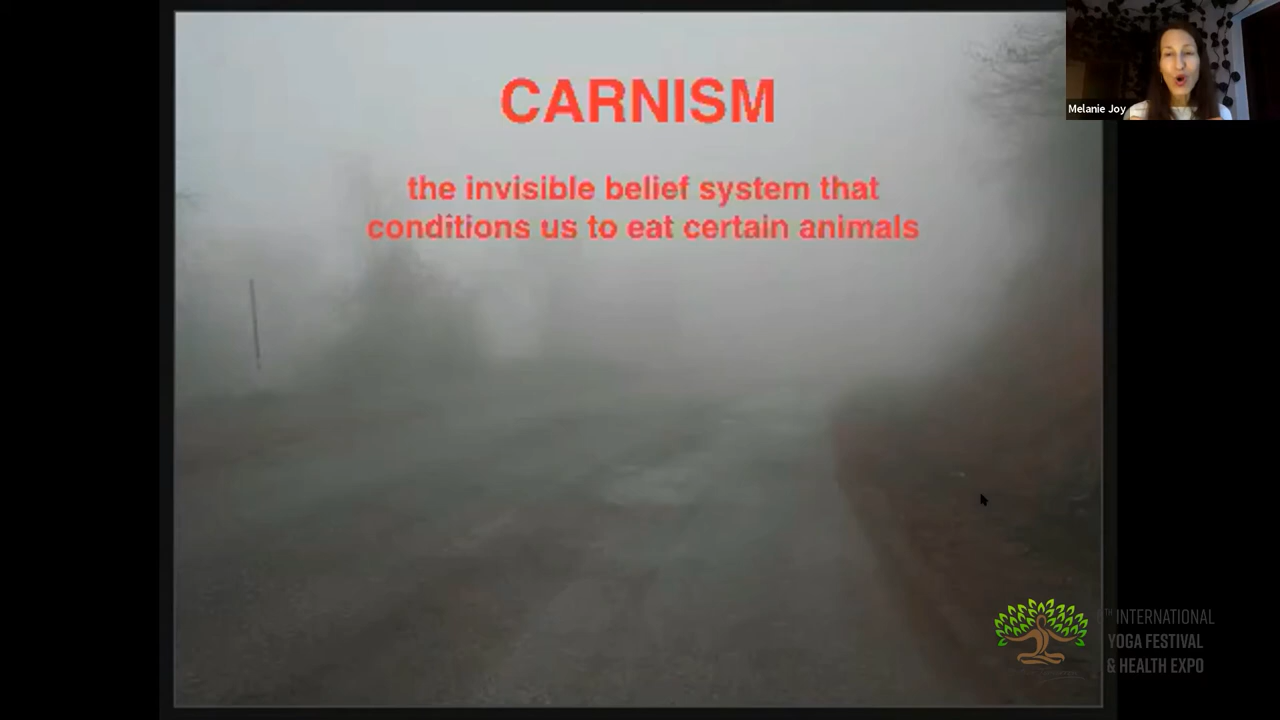 CARNISM
the invisible belief system that
conditions us to eat certain animals
Melanie Joy
TH INTERNATIONAL
YOGA FESTIVAL
& HEALTH EXPO